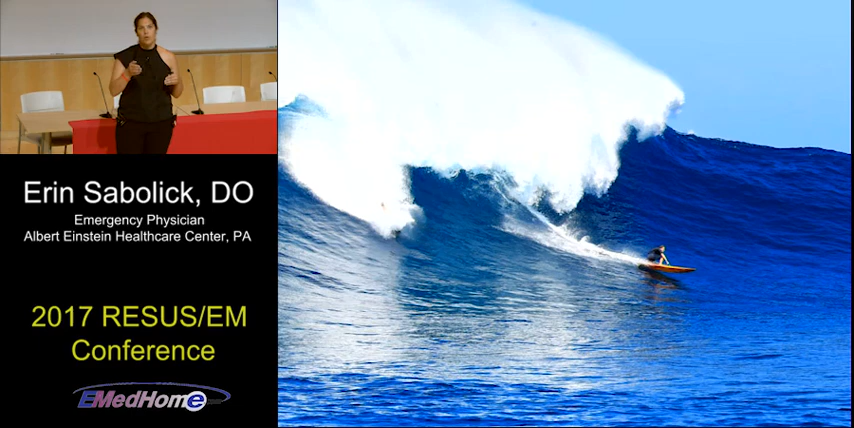 Erin Sabolick, DO
Emergency Physician
Albert Einstein Healthcare Center, PA
2017 RESUS/EM
Conference
EMedHome